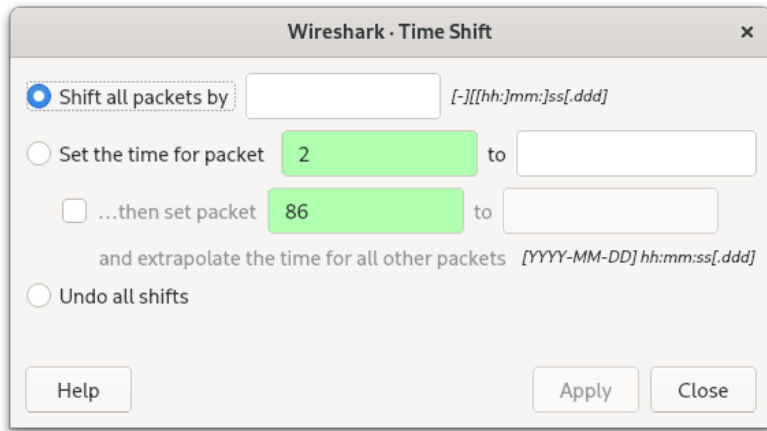 Wireshark · Time Shift ×
Shift all packets by [-][[hh:]mm:]ss[.ddd]
Set the time for packet 2 to
...then set packet 86 to
and extrapolate the time for all other packets [YYYY-MM-DD] hh:mm:ss[.ddd]
Undo all shifts
Help Apply Close